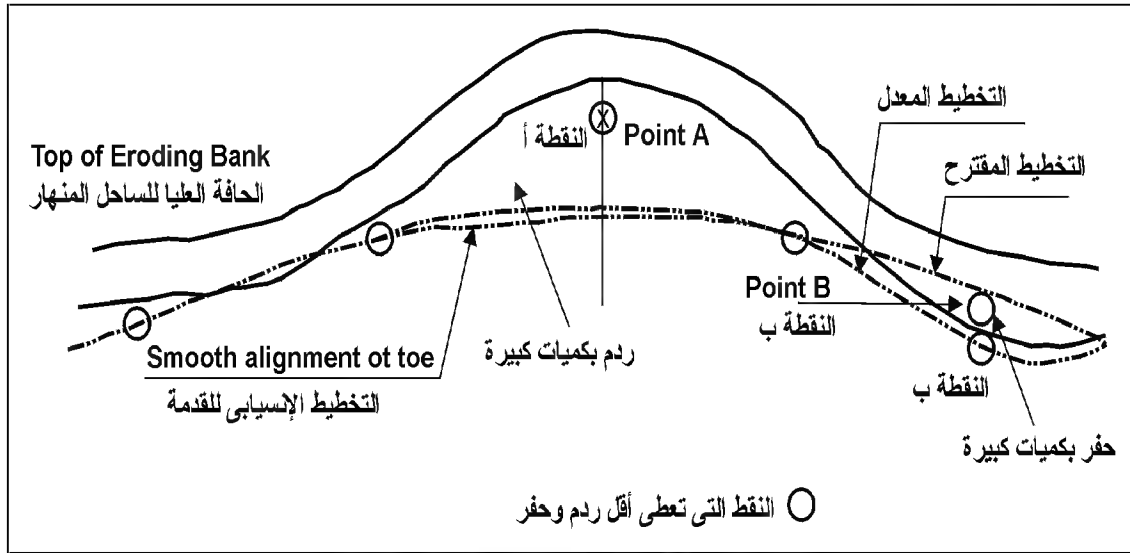 التخطيط المعدل
النقطة أ
Point A
Top of Eroding Bank
الحافة العليا للساحل المنهار
التخطيط المقترح
Point B
النقطة ب
Smooth alignment ot toe
التخطيط الإنسيابى للقدمة
ردم بكميات كبيرة
النقطة ب
حفر بكميات كبيرة
النقط التى تعطى أقل ردم وحفر